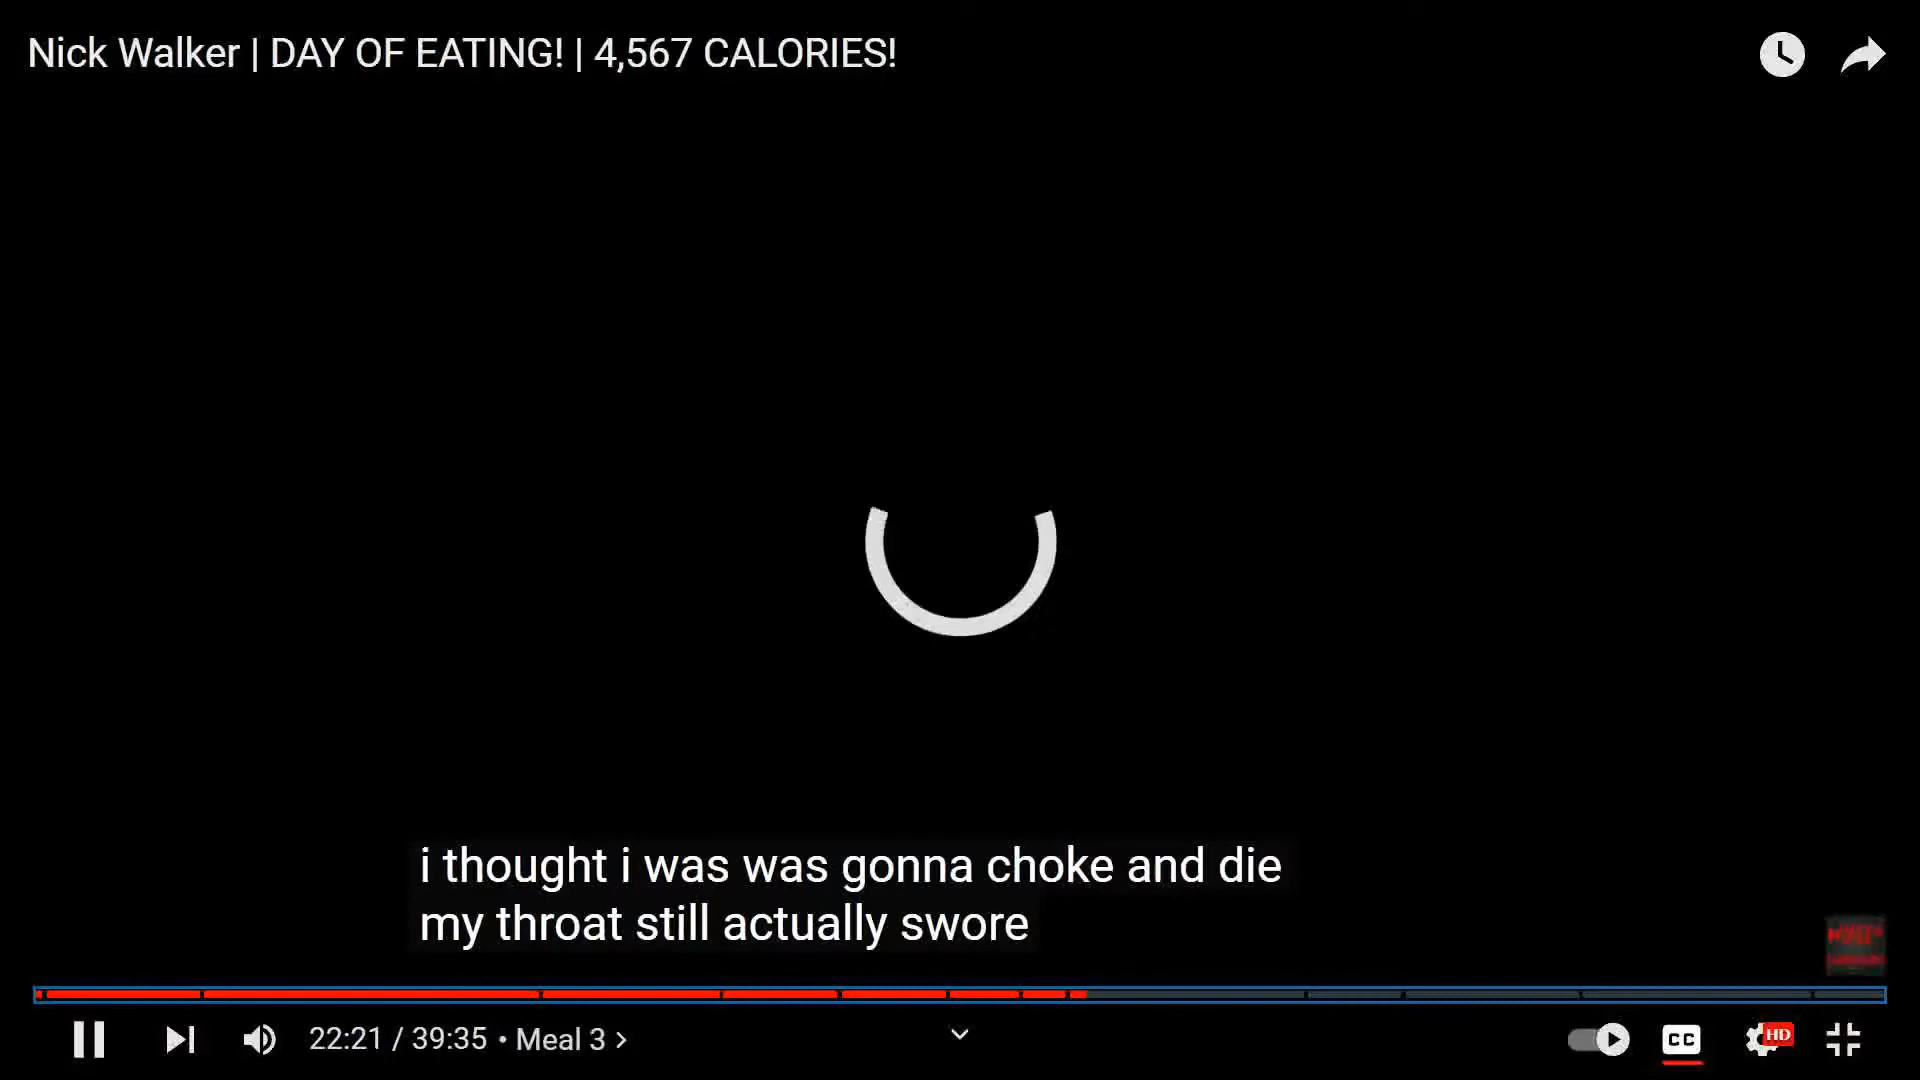 Nick Walker | DAY OF EATING! | 4,567 CALORIES!
i thought i was was gonna choke and die
my throat still actually swore
22:21 / 39:35 • Meal 3 >
CC
HD